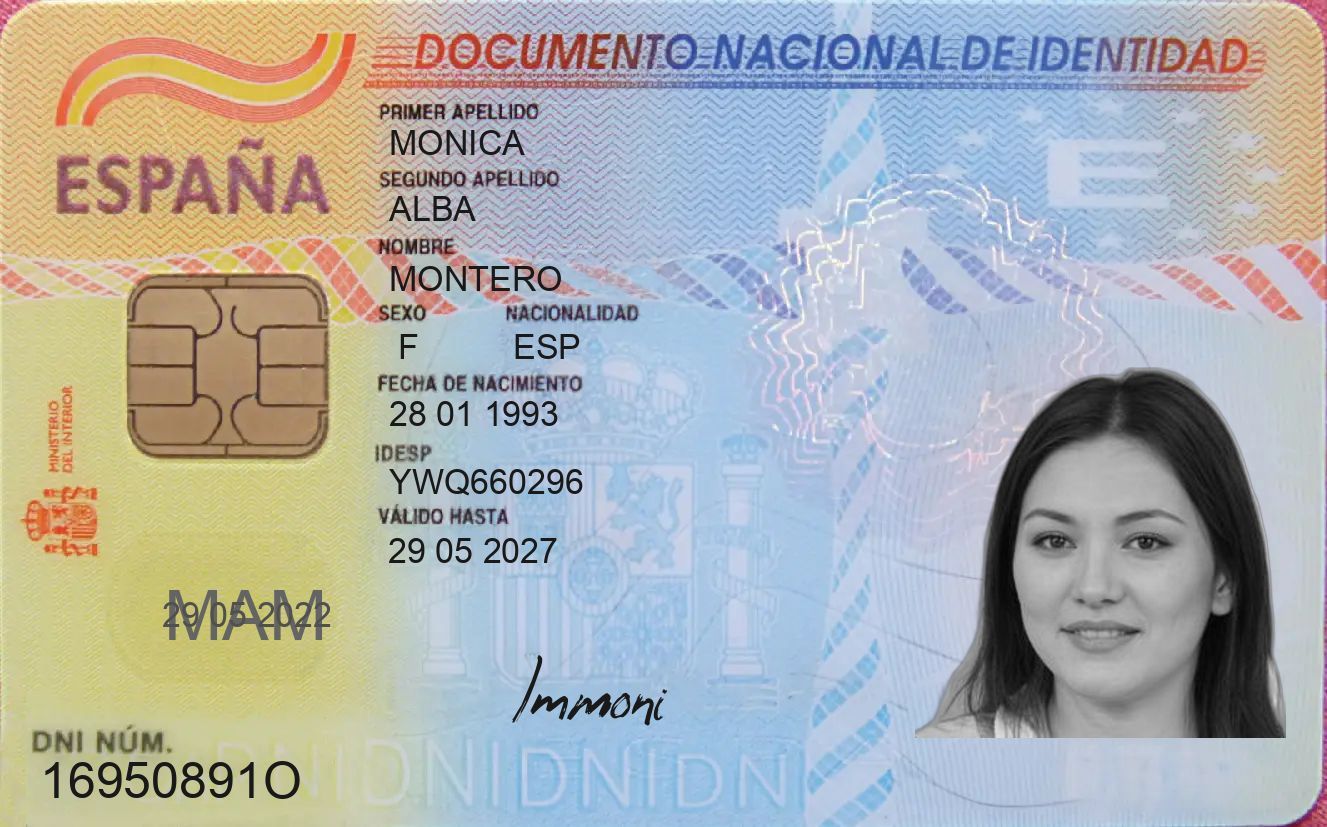 DOCUMENTO NACIONAL DE IDENTIDAD
ESPAÑA
PRIMER APELLIDO
MONICA
SEGUNDO APELLIDO
ALBA
NOMBRE
MONTERO
SEXO NACIONALIDAD
F ESP
FECHA DE NACIMIENTO
28 01 1993
IDESP
YWQ660296
VÁLIDO HASTA
29 05 2027
MINISTERIO
DEL INTERIOR
E
MAM
29 05 2022
Immoni
DNI NÚM.
16950891O
DNIDNIDNIDNI